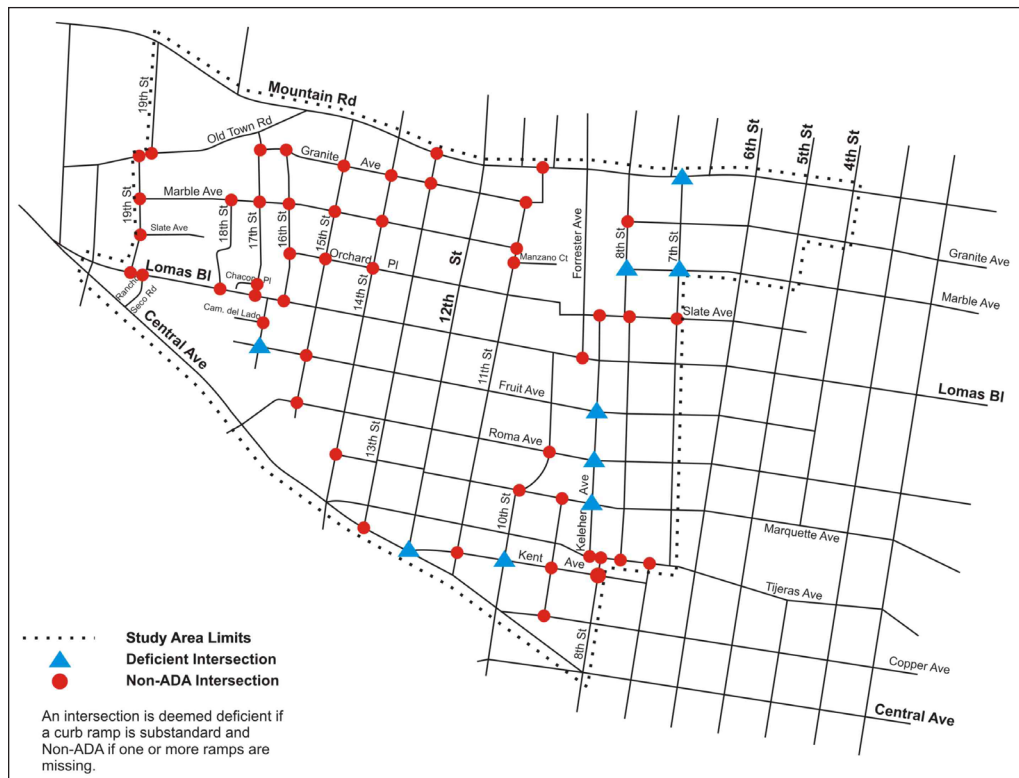 19th St
Mountain Rd
Old Town Rd
6th St
5th St
4th St
Granite Ave
Marble Ave
19th St
Slate Ave
18th St
17th St
16th St
15th St
Orchard Pl
14th St
12th St
Manzano Ct
Forrester Ave
8th St
7th St
Granite Ave
Marble Ave
Lomas Bl
Rancho Seco Rd
Chacoma Pl
Cam. del Lado
Slate Ave
Central Ave
11th St
Fruit Ave
Lomas Bl
Roma Ave
13th St
10th St
Keleher Ave
Marquette Ave
Kent Ave
Tijeras Ave
8th St
Copper Ave
Central Ave
Study Area Limits
Deficient Intersection
Non-ADA Intersection
An intersection is deemed deficient if
a curb ramp is substandard and
Non-ADA if one or more ramps are
missing.